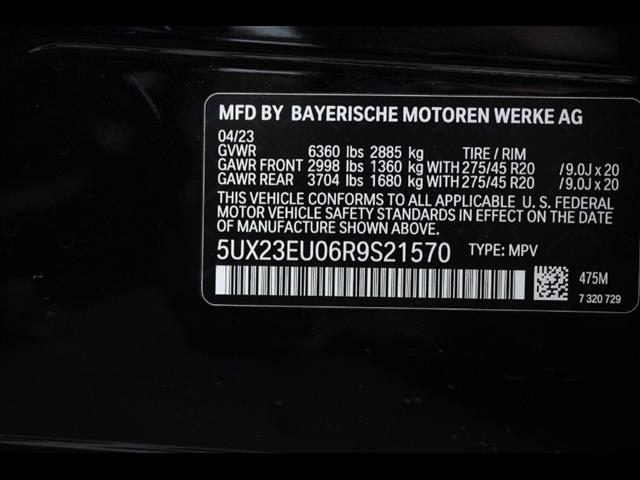 MFD BY BAYERISCHE MOTOREN WERKE AG
04/23
GVWR 6360 lbs 2885 kg TIRE / RIM
GAWR FRONT 2998 lbs 1360 kg WITH 275/45 R20 / 9.0J x 20
GAWR REAR 3704 lbs 1680 kg WITH 275/45 R20 / 9.0J x 20
THIS VEHICLE CONFORMS TO ALL APPLICABLE U. S. FEDERAL
MOTOR VEHICLE SAFETY STANDARDS IN EFFECT ON THE DATE
OF MANUFACTURE SHOWN ABOVE.
5UX23EU06R9S21570 TYPE: MPV
475M
7 320 729